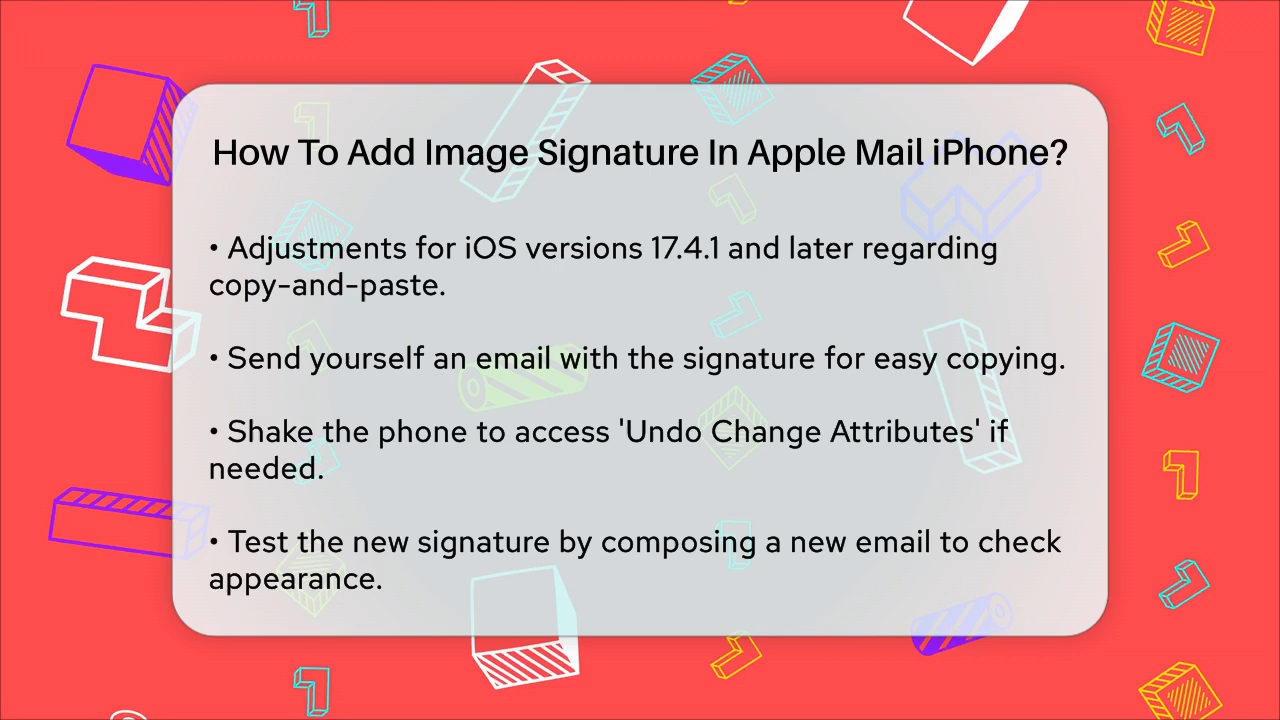 How To Add Image Signature In Apple Mail iPhone?
• Adjustments for iOS versions 17.4.1 and later regarding
copy-and-paste.
• Send yourself an email with the signature for easy copying.
• Shake the phone to access 'Undo Change Attributes' if
needed.
• Test the new signature by composing a new email to check
appearance.